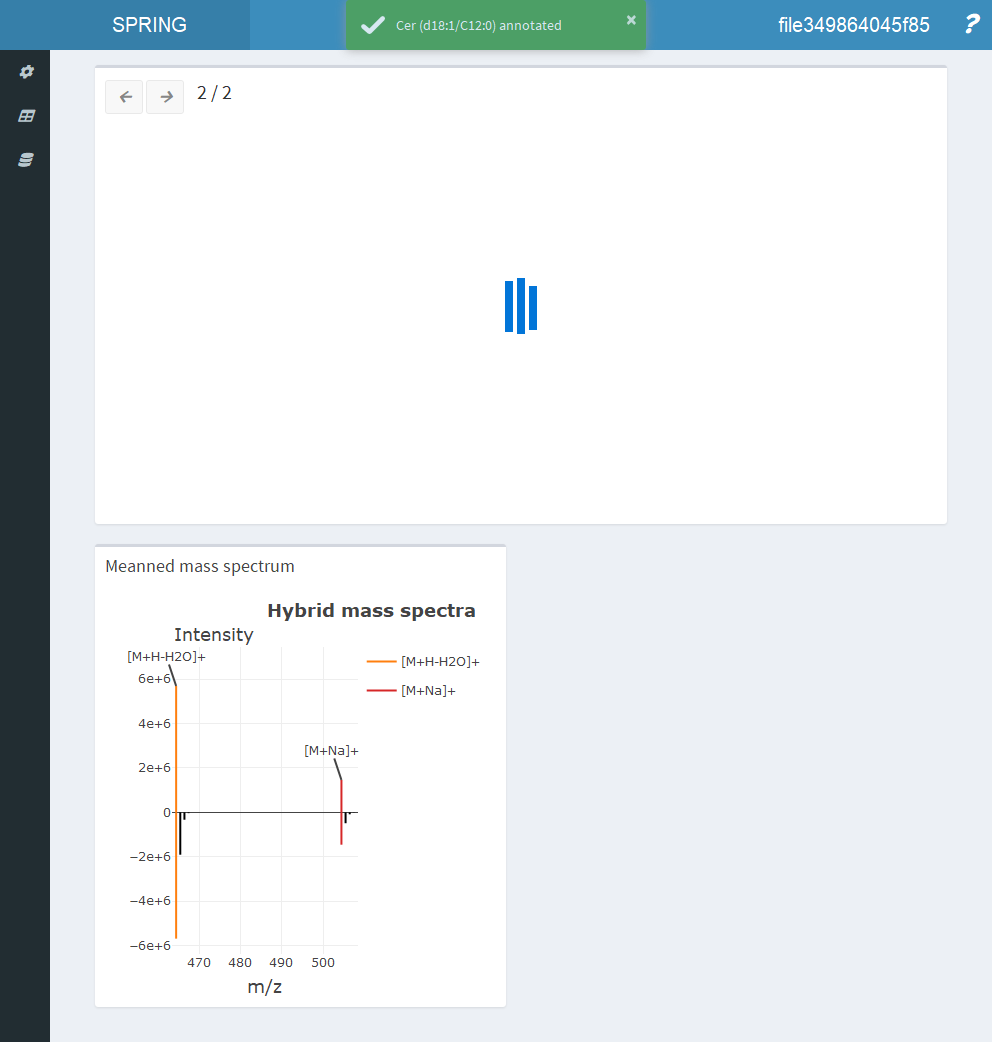 SPRING
Cer (d18:1/C12:0) annotated
×
file349864045f85
?
2 / 2
Meanned mass spectrum
Hybrid mass spectra
Intensity
[M+H-H2O]+
[M+H-H2O]+
[M+Na]+
6e+6
4e+6
[M+Na]+
2e+6
0
−2e+6
−4e+6
−6e+6
470 480 490 500
m/z